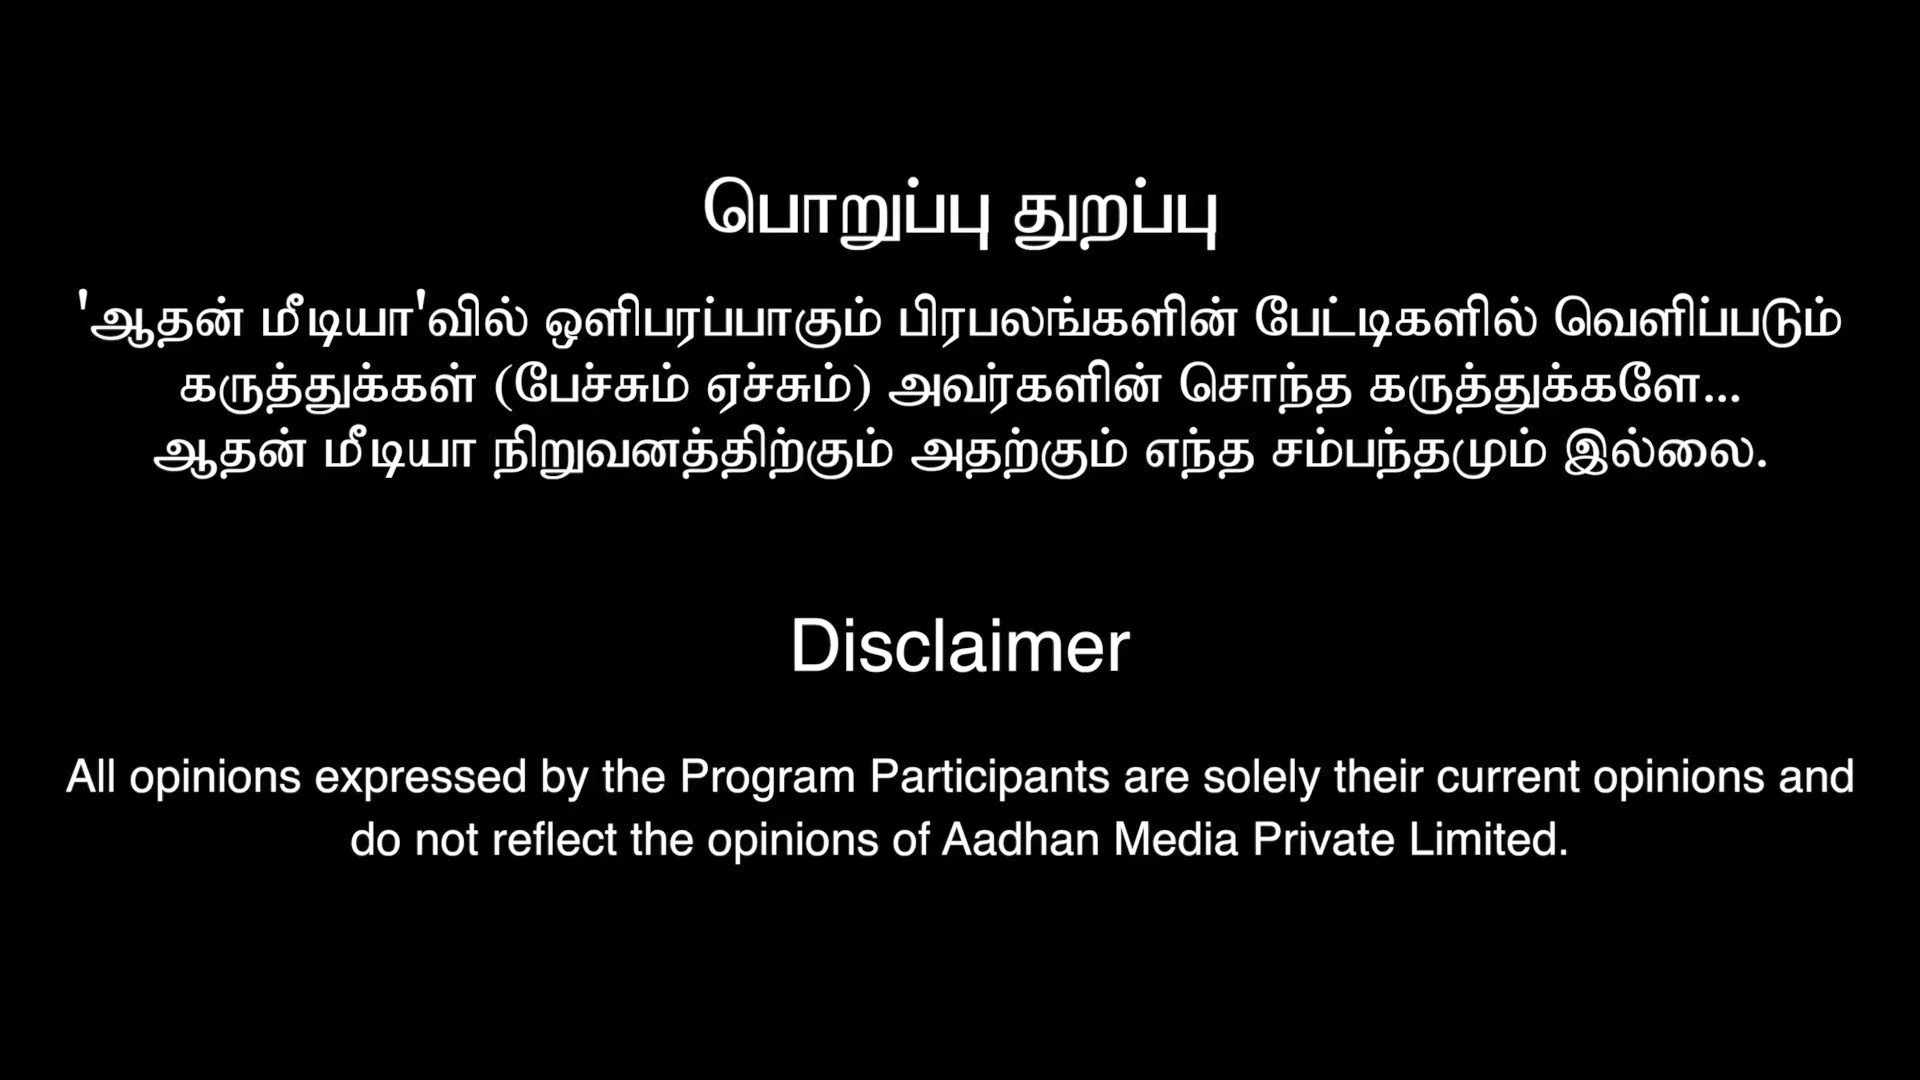 பொறுப்பு துறப்பு
'ஆதன் மீடியா'வில் ஒளிபரப்பாகும் பிரபலங்களின் பேட்டிகளில் வெளிப்படும்
கருத்துக்கள் (பேச்சும் ஏச்சும்) அவர்களின் சொந்த கருத்துக்களே...
ஆதன் மீடியா நிறுவனத்திற்கும் அதற்கும் எந்த சம்பந்தமும் இல்லை.
Disclaimer
All opinions expressed by the Program Participants are solely their current opinions and
do not reflect the opinions of Aadhan Media Private Limited.